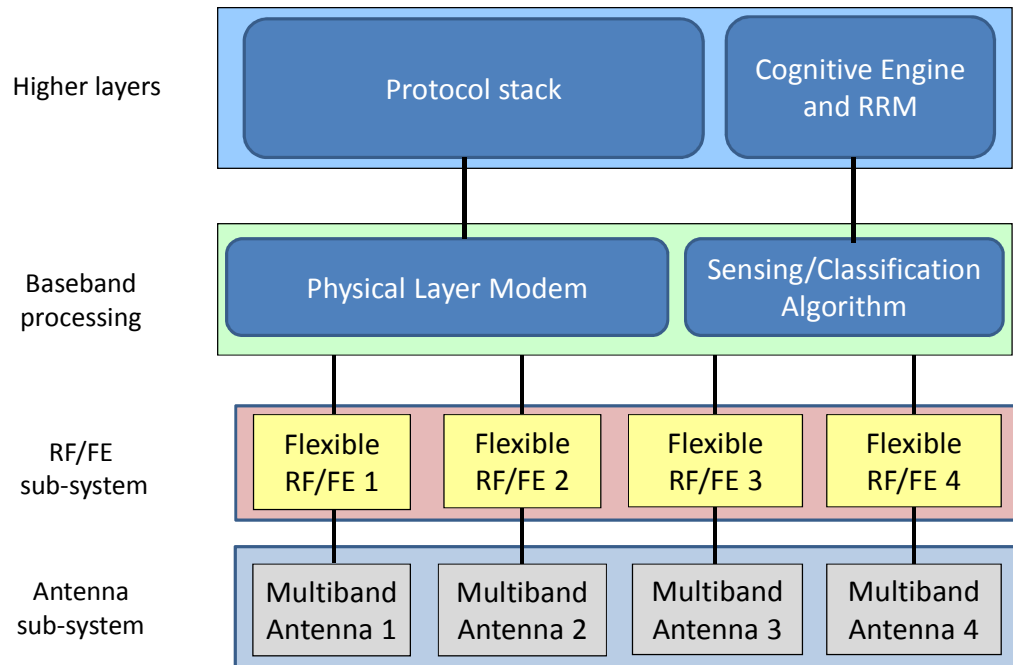 Higher layers
Protocol stack
Cognitive Engine
and RRM
Baseband
processing
Physical Layer Modem
Sensing/Classification
Algorithm
RF/FE
sub-system
Flexible
RF/FE 1
Flexible
RF/FE 2
Flexible
RF/FE 3
Flexible
RF/FE 4
Antenna
sub-system
Multiband
Antenna 1
Multiband
Antenna 2
Multiband
Antenna 3
Multiband
Antenna 4